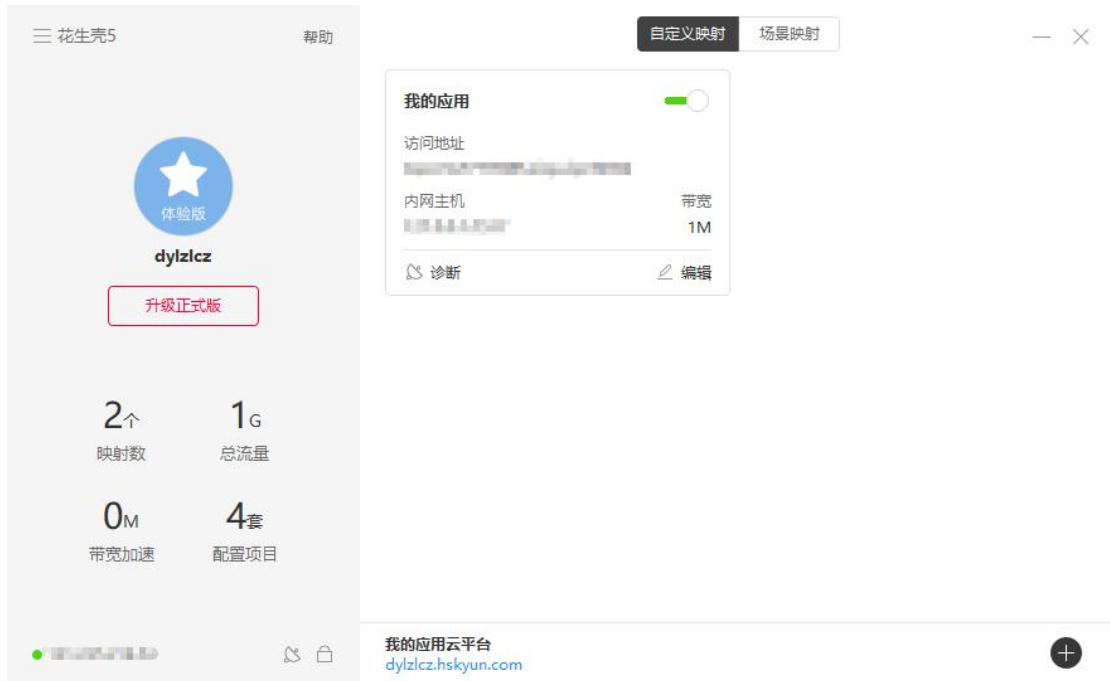 花生壳5
帮助
体验版
dylzlcz
升级正式版
2个
1G
映射数
总流量
0M
4套
带宽加速
配置项目
自定义映射
场景映射
我的应用
访问地址
内网主机
带宽
1M
诊断
编辑
我的应用云平台
dylzlcz.hskyun.com